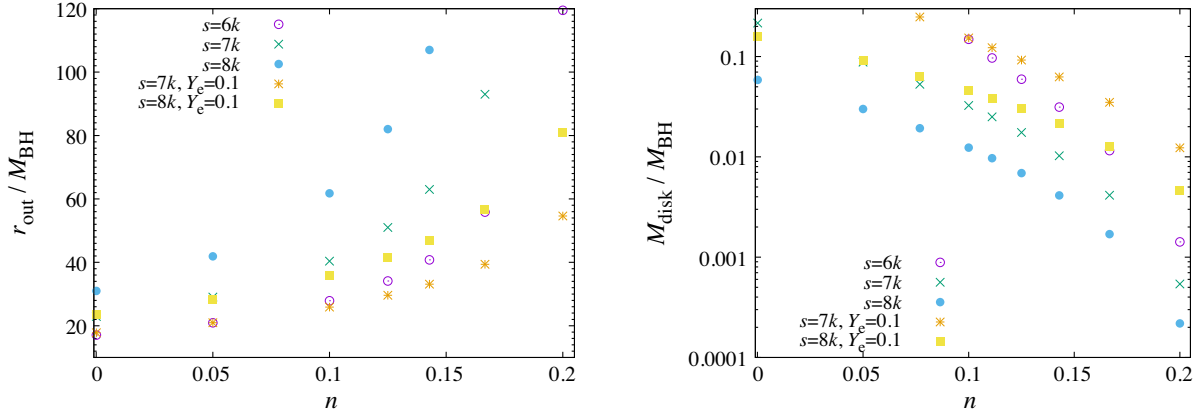 120
100
80
60
40
20
r_out / M_BH
s=6k
s=7k
s=8k
s=7k, Y_e=0.1
s=8k, Y_e=0.1
0 0.05 0.1 0.15 0.2
n
0.1
0.01
0.001
0.0001
M_disk / M_BH
s=6k
s=7k
s=8k
s=7k, Y_e=0.1
s=8k, Y_e=0.1
0 0.05 0.1 0.15 0.2
n